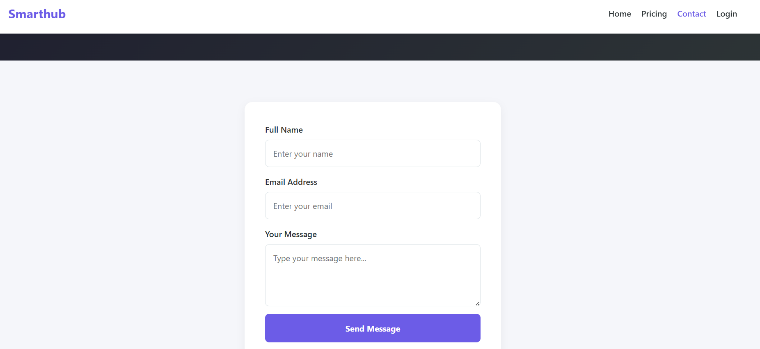 Smarthub
Home Pricing Contact Login
Full Name
Enter your name
Email Address
Enter your email
Your Message
Type your message here...
Send Message